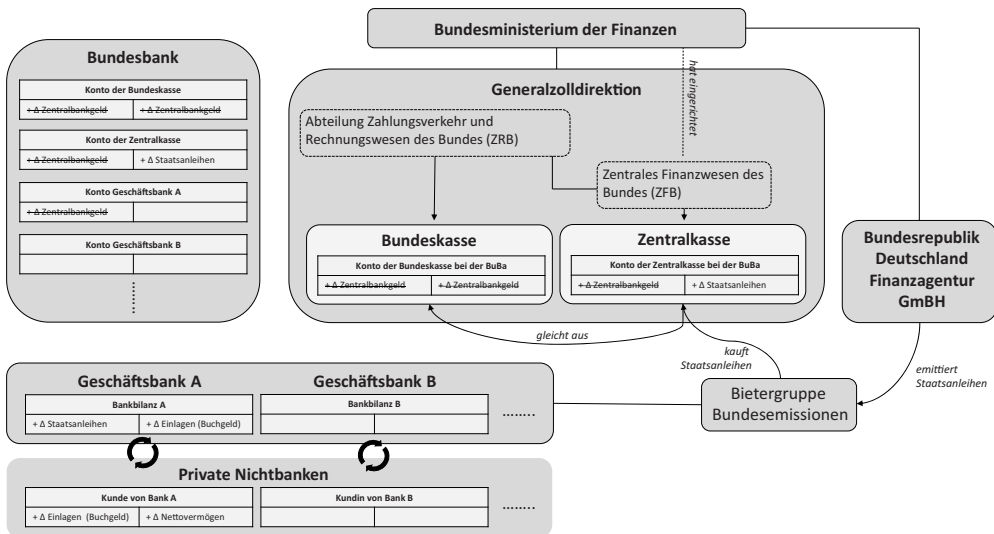 Bundesministerium der Finanzen
Bundesbank
Konto der Bundeskasse
+ Δ Zentralbankgeld + Δ Zentralbankgeld
Konto der Zentralkasse
+ Δ Zentralbankgeld + Δ Staatsanleihen
Konto Geschäftsbank A
+ Δ Zentralbankgeld
Konto Geschäftsbank B
hat eingerichtet
Generalzolldirektion
Abteilung Zahlungsverkehr und
Rechnungswesen des Bundes (ZRB)
Zentrales Finanzwesen des
Bundes (ZFB)
Bundeskasse
Konto der Bundeskasse bei der BuBa
+ Δ Zentralbankgeld + Δ Zentralbankgeld
Zentralkasse
Konto der Zentralkasse bei der BuBa
+ Δ Zentralbankgeld + Δ Staatsanleihen
Bundesrepublik
Deutschland
Finanzagentur
GmBH
gleicht aus
kauft
Staatsanleihen
emittiert
Staatsanleihen
Bietergruppe
Bundesemissionen
Geschäftsbank A
Bankbilanz A
+ Δ Staatsanleihen + Δ Einlagen (Buchgeld)
Geschäftsbank B
Bankbilanz B
........
Private Nichtbanken
Kunde von Bank A
+ Δ Einlagen (Buchgeld) + Δ Nettovermögen
Kundin von Bank B
........